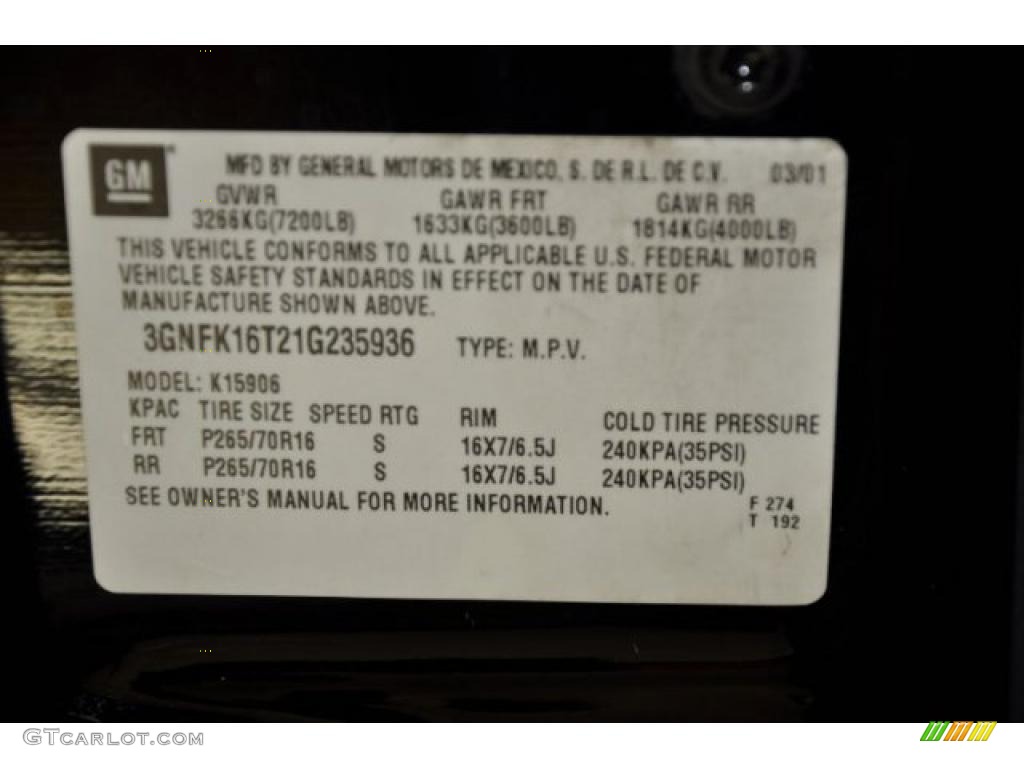 GM
MFD BY GENERAL MOTORS DE MEXICO, S. DE R.L. DE C.V. 03/01
GVWR GAWR FRT GAWR RR
3266KG(7200LB) 1633KG(3600LB) 1814KG(4000LB)
THIS VEHICLE CONFORMS TO ALL APPLICABLE U.S. FEDERAL MOTOR
VEHICLE SAFETY STANDARDS IN EFFECT ON THE DATE OF
MANUFACTURE SHOWN ABOVE.
3GNFK16T21G235936 TYPE: M.P.V.
MODEL: K15906
KPAC TIRE SIZE SPEED RTG RIM COLD TIRE PRESSURE
FRT P265/70R16 S 16X7/6.5J 240KPA(35PSI)
RR P265/70R16 S 16X7/6.5J 240KPA(35PSI)
SEE OWNER'S MANUAL FOR MORE INFORMATION.
F 274
T 192
GTCARLOT.COM